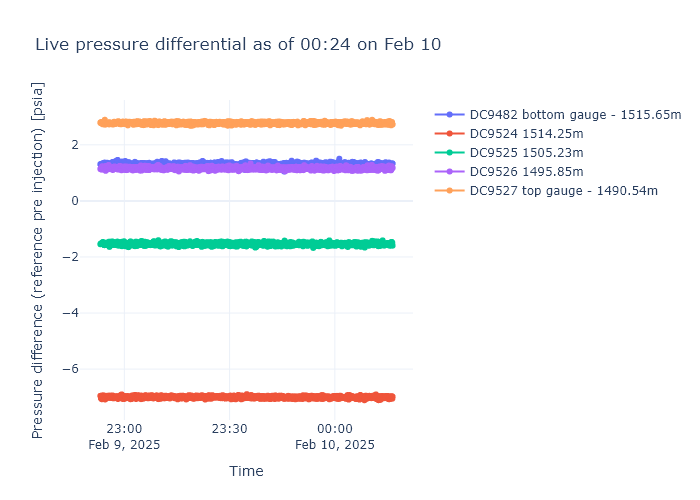 Live pressure differential as of 00:24 on Feb 10
Pressure difference (reference pre injection) [psia]
2
0
−2
−4
−6
23:00
Feb 9, 2025
23:30
00:00
Feb 10, 2025
Time
DC9482 bottom gauge - 1515.65m
DC9524 1514.25m
DC9525 1505.23m
DC9526 1495.85m
DC9527 top gauge - 1490.54m